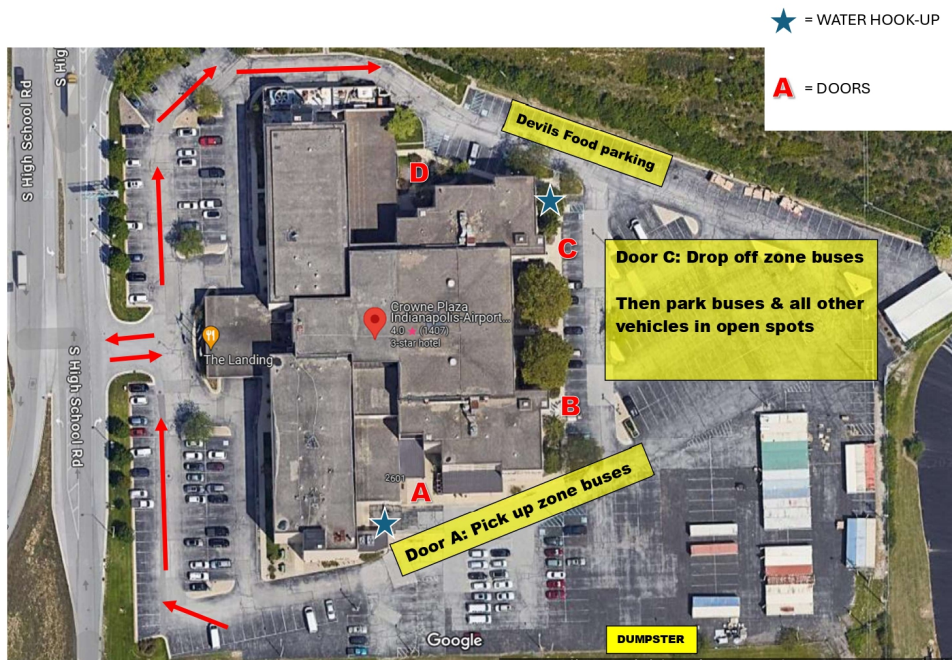 = WATER HOOK-UP
A = DOORS
S High School Rd
S Hig
Devils Food parking
D
C
Door C: Drop off zone buses
Then park buses & all other
vehicles in open spots
Crowne Plaza
Indianapolis-Airport...
4.0 ★ (1407)
3-star hotel
The Landing
S High School Rd
B
2601
A
Door A: Pick up zone buses
Google
DUMPSTER